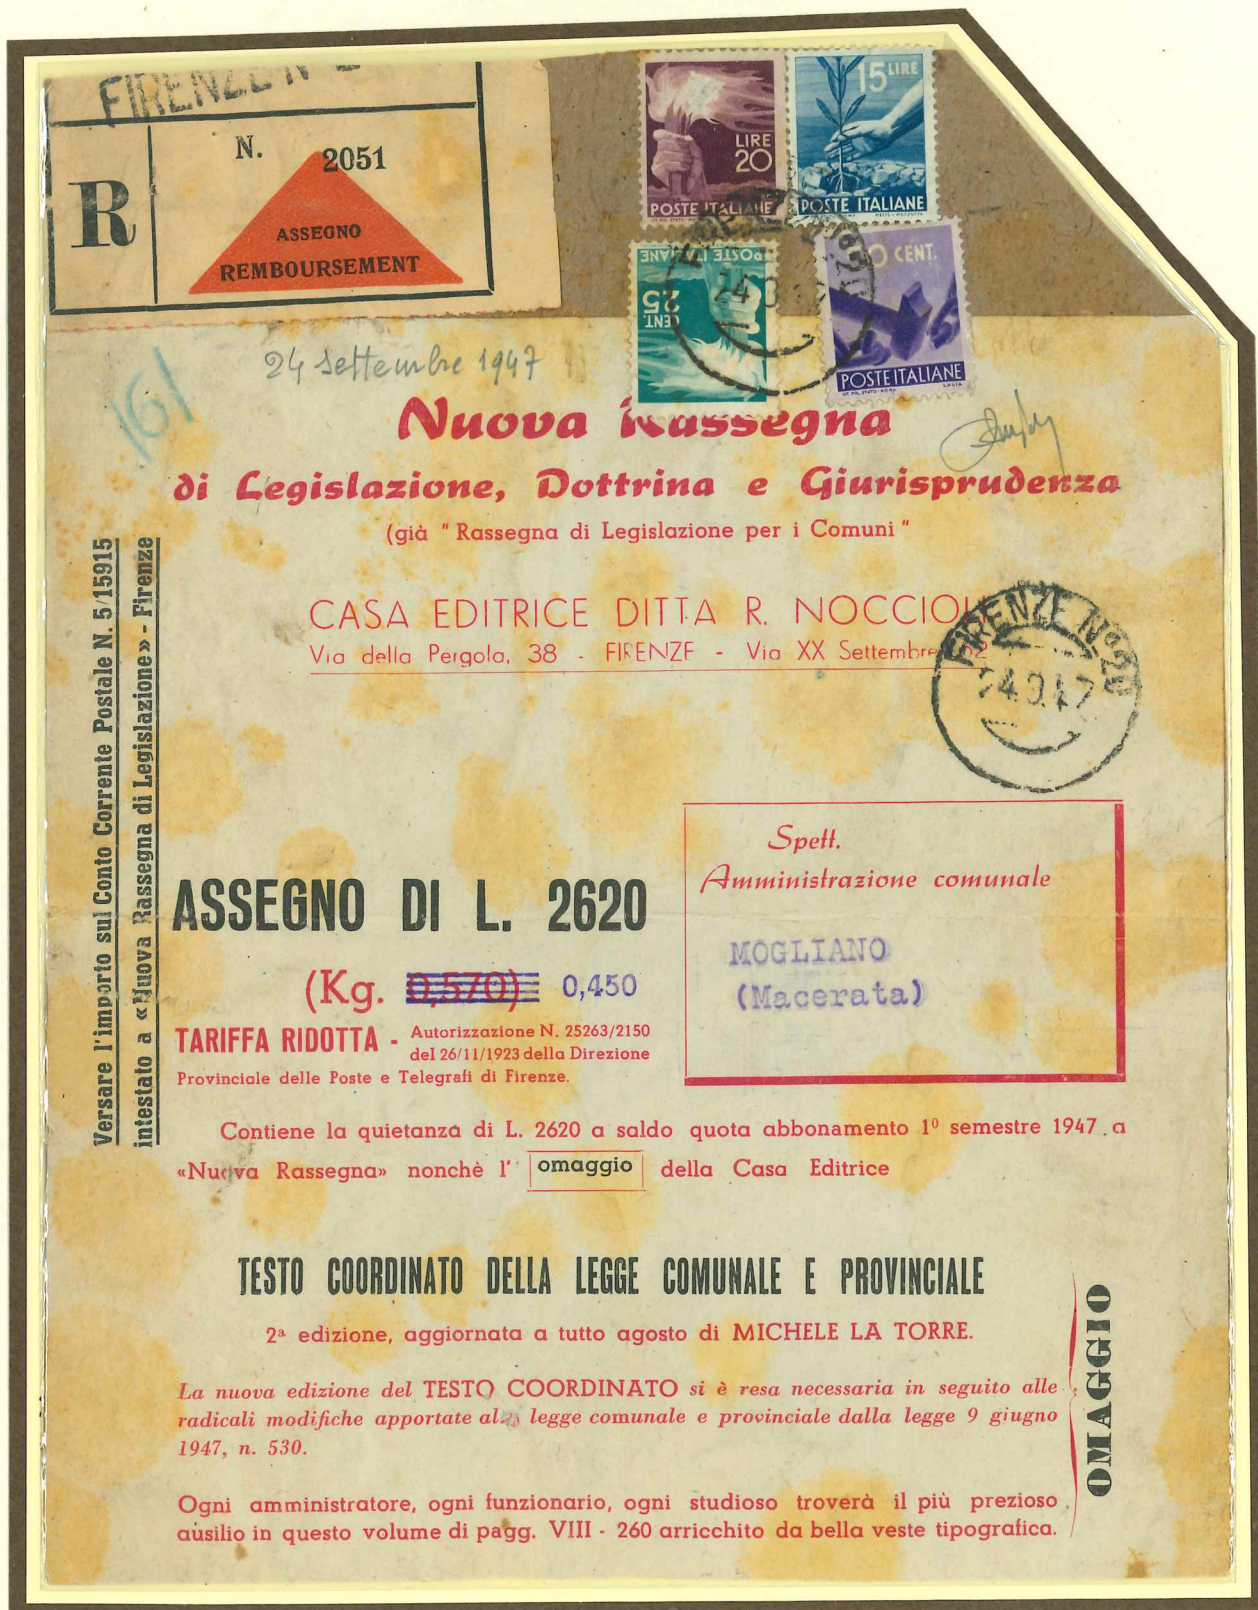 FIRENZE N
R
N. 2051
ASSEGNO
REMBOURSEMENT
LIRE
20
POSTE ITALIANE
15 LIRE
POSTE ITALIANE
POSTE ITALIANE
25
CENT.
0 CENT.
POSTE ITALIANE
24 settembre 1947
161
Nuova Rassegna
di Legislazione, Dottrina e Giurisprudenza
(già " Rassegna di Legislazione per i Comuni "
CASA EDITRICE DITTA R. NOCCIOLI
Via della Pergola, 38 - FIRENZE - Via XX Settembre 62
FIRENZE No 20
24.9.47
Versare l'importo sul Conto Corrente Postale N. 5/15915
intestato a «Nuova Rassegna di Legislazione» - Firenze
Spett.
Amministrazione comunale
MOGLIANO
(Macerata)
ASSEGNO DI L. 2620
(Kg. 0,570) 0,450
TARIFFA RIDOTTA - Autorizzazione N. 25263/2150
del 26/11/1923 della Direzione
Provinciale delle Poste e Telegrafi di Firenze.
Contiene la quietanza di L. 2620 a saldo quota abbonamento 1º semestre 1947 a
«Nuova Rassegna» nonchè l' omaggio della Casa Editrice
TESTO COORDINATO DELLA LEGGE COMUNALE E PROVINCIALE
2ª edizione, aggiornata a tutto agosto di MICHELE LA TORRE.
La nuova edizione del TESTO COORDINATO si è resa necessaria in seguito alle
radicali modifiche apportate alla legge comunale e provinciale dalla legge 9 giugno
1947, n. 530.
Ogni amministratore, ogni funzionario, ogni studioso troverà il più prezioso
ausilio in questo volume di pagg. VIII - 260 arricchito da bella veste tipografica.
OMAGGIO